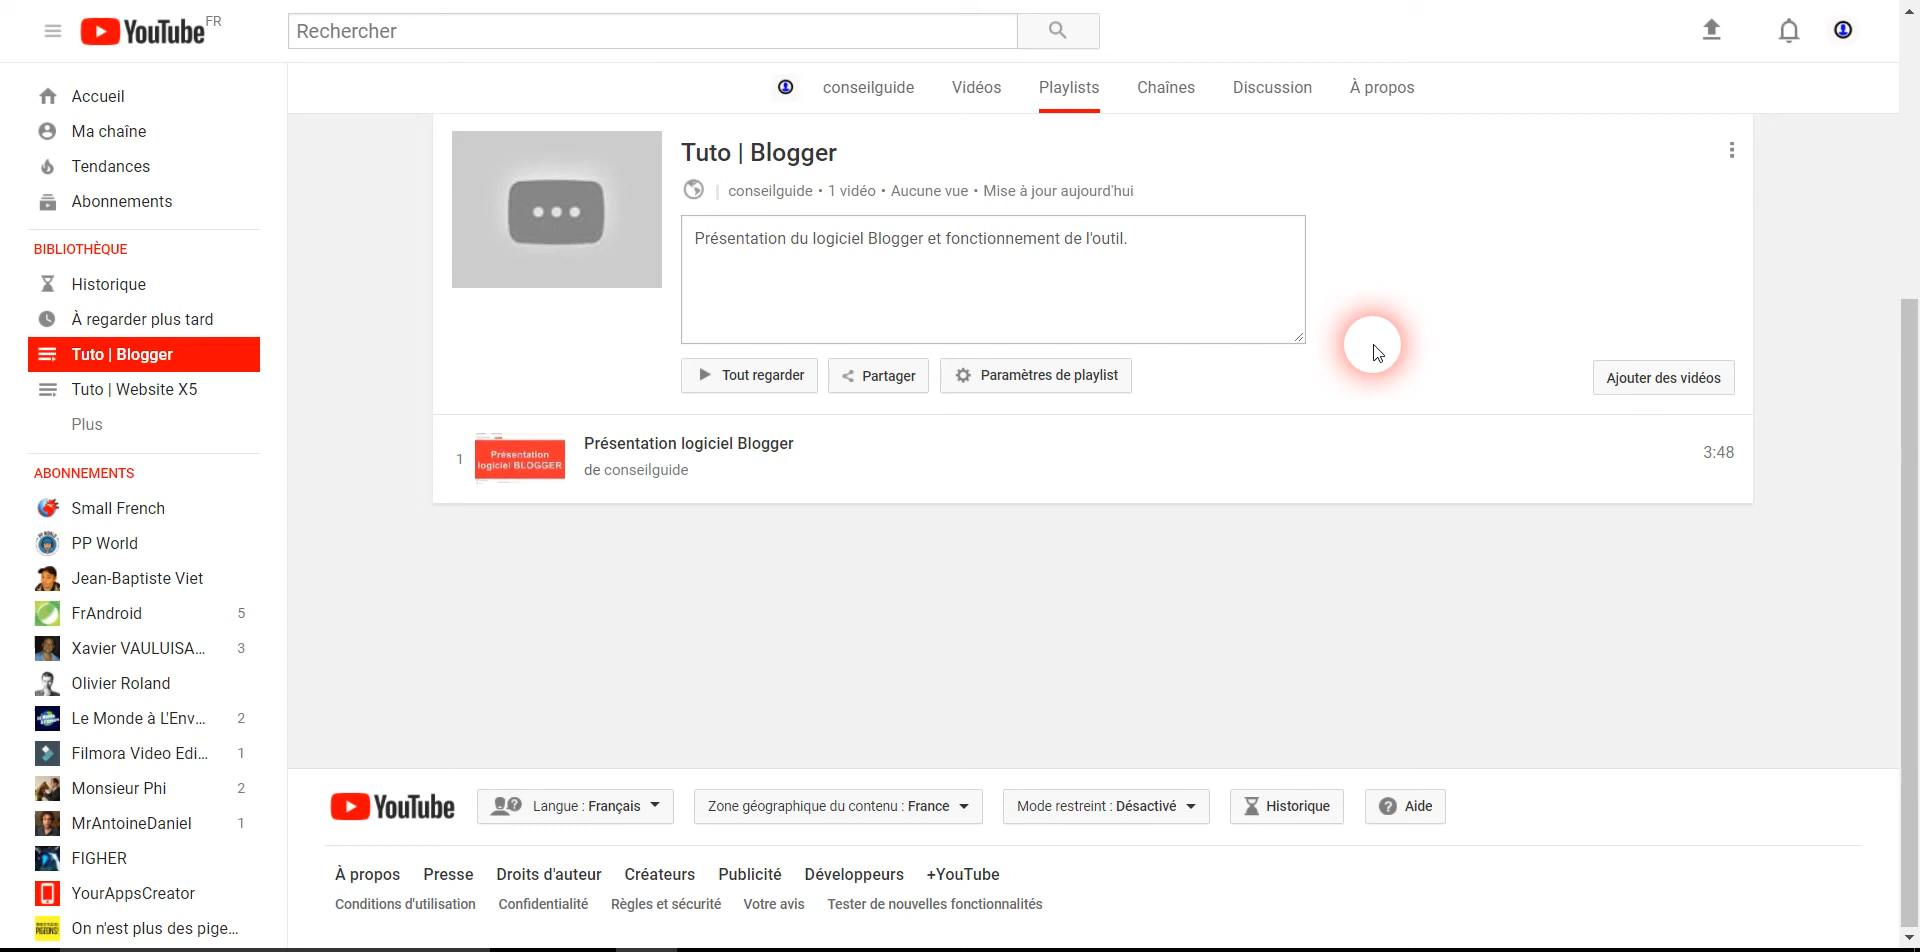 YouTube FR
Rechercher
conseilguide
Vidéos
Playlists
Chaînes
Discussion
À propos
Accueil
Ma chaîne
Tendances
Abonnements
BIBLIOTHÈQUE
Historique
À regarder plus tard
Tuto | Blogger
Tuto | Website X5
Plus
ABONNEMENTS
Small French
PP World
Jean-Baptiste Viet
FrAndroid 5
Xavier VAULUISA... 3
Olivier Roland
Le Monde à L'Env... 2
Filmora Video Edi... 1
Monsieur Phi 2
MrAntoineDaniel 1
FIGHER
YourAppsCreator
On n'est plus des pige...
Tuto | Blogger
conseilguide • 1 vidéo • Aucune vue • Mise à jour aujourd'hui
Présentation du logiciel Blogger et fonctionnement de l'outil.
Tout regarder
Partager
Paramètres de playlist
Ajouter des vidéos
1
Présentation
logiciel BLOGGER
Présentation logiciel Blogger
de conseilguide
3:48
YouTube
Langue : Français
Zone géographique du contenu : France
Mode restreint : Désactivé
Historique
Aide
À propos
Presse
Droits d'auteur
Créateurs
Publicité
Développeurs
+YouTube
Conditions d'utilisation
Confidentialité
Règles et sécurité
Votre avis
Tester de nouvelles fonctionnalités